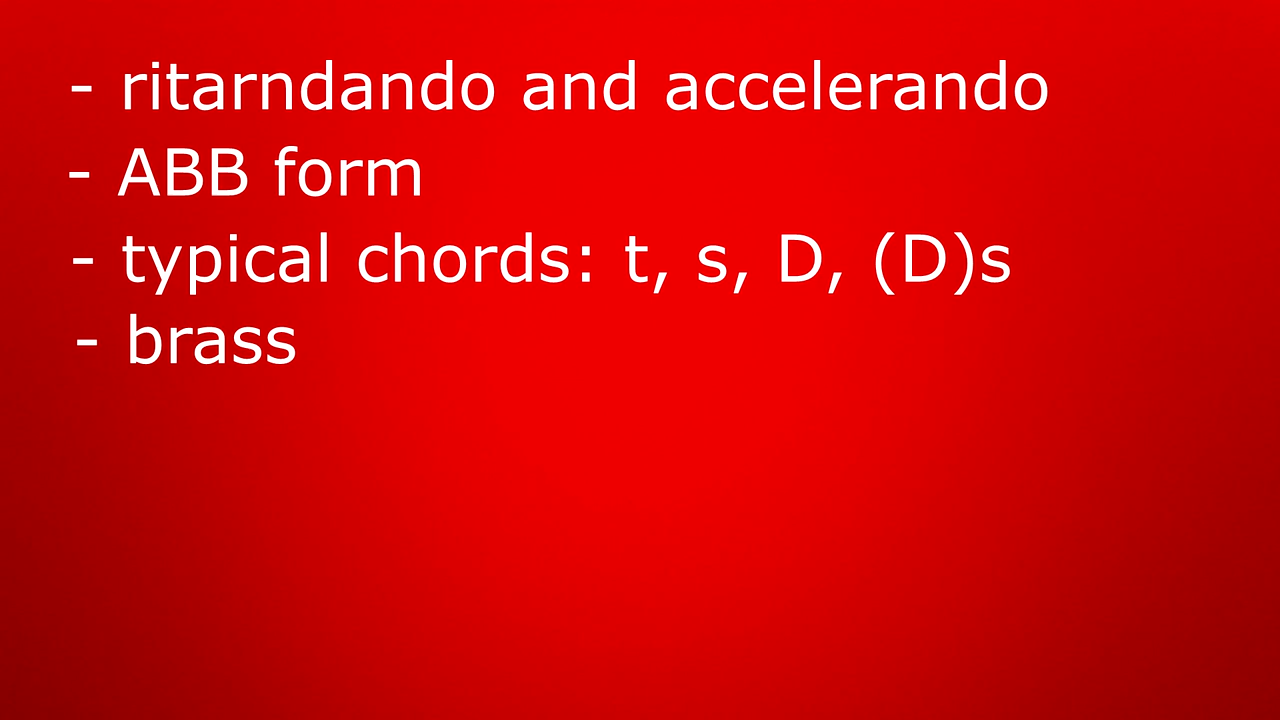 - ritarndando and accelerando
- ABB form
- typical chords: t, s, D, (D)s
- brass